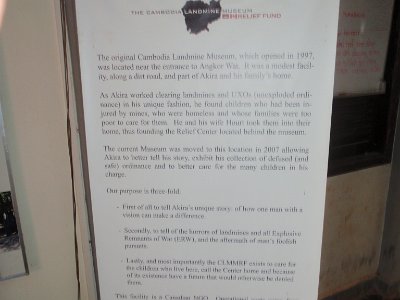 THE CAMBODIA LANDMINE MUSEUM
RELIEF FUND
The original Cambodia Landmine Museum, which opened in 1997,
was located near the entrance to Angkor Wat. It was a modest facil-
ity, along a dirt road, and part of Akira and his family's home.
As Akira worked clearing landmines and UXOs (unexploded ordi-
nance) in his unique fashion, he found children who had been in-
jured by mines, who were homeless and whose families were too
poor to care for them. He and his wife Hourt took them into their
home, thus founding the Relief Center located behind the museum.
The current Museum was moved to this location in 2007 allowing
Akira to better tell his story, exhibit his collection of defused (and
safe) ordinance and to better care for the many children in his
charge.
Our purpose is three-fold:
- First of all to tell Akira's unique story: of how one man with a
vision can make a difference.
- Secondly, to tell of the horrors of landmines and all Explosive
Remnants of War (ERW), and the aftermath of man's foolish
pursuits.
- Lastly, and most importantly the CLMMRF exists to care for
the children who live here, call the Center home and because
of its existence have a future that would otherwise be denied
them.
This facility is a Canadian NGO. Operational